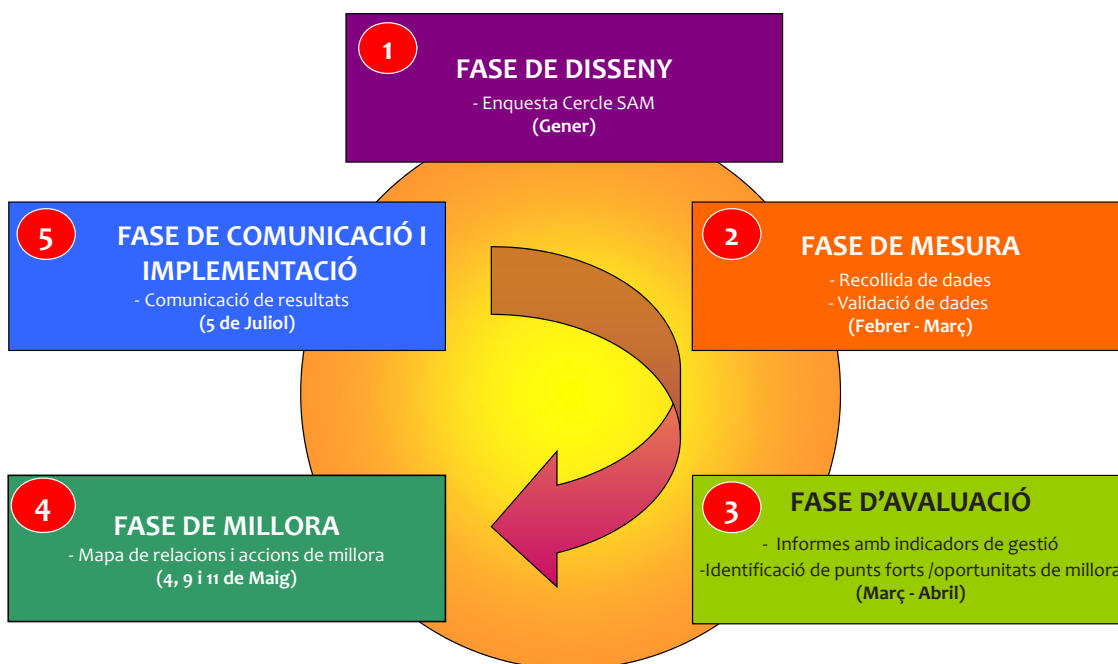 1
FASE DE DISSENY
- Enquesta Cercle SAM
(Gener)
2
FASE DE MESURA
- Recollida de dades
- Validació de dades
(Febrer - Març)
3
FASE D’AVALUACIÓ
- Informes amb indicadors de gestió
-Identificació de punts forts /oportunitats de millora
(Març - Abril)
4
FASE DE MILLORA
- Mapa de relacions i accions de millora
(4, 9 i 11 de Maig)
5
FASE DE COMUNICACIÓ I
IMPLEMENTACIÓ
- Comunicació de resultats
(5 de Juliol)